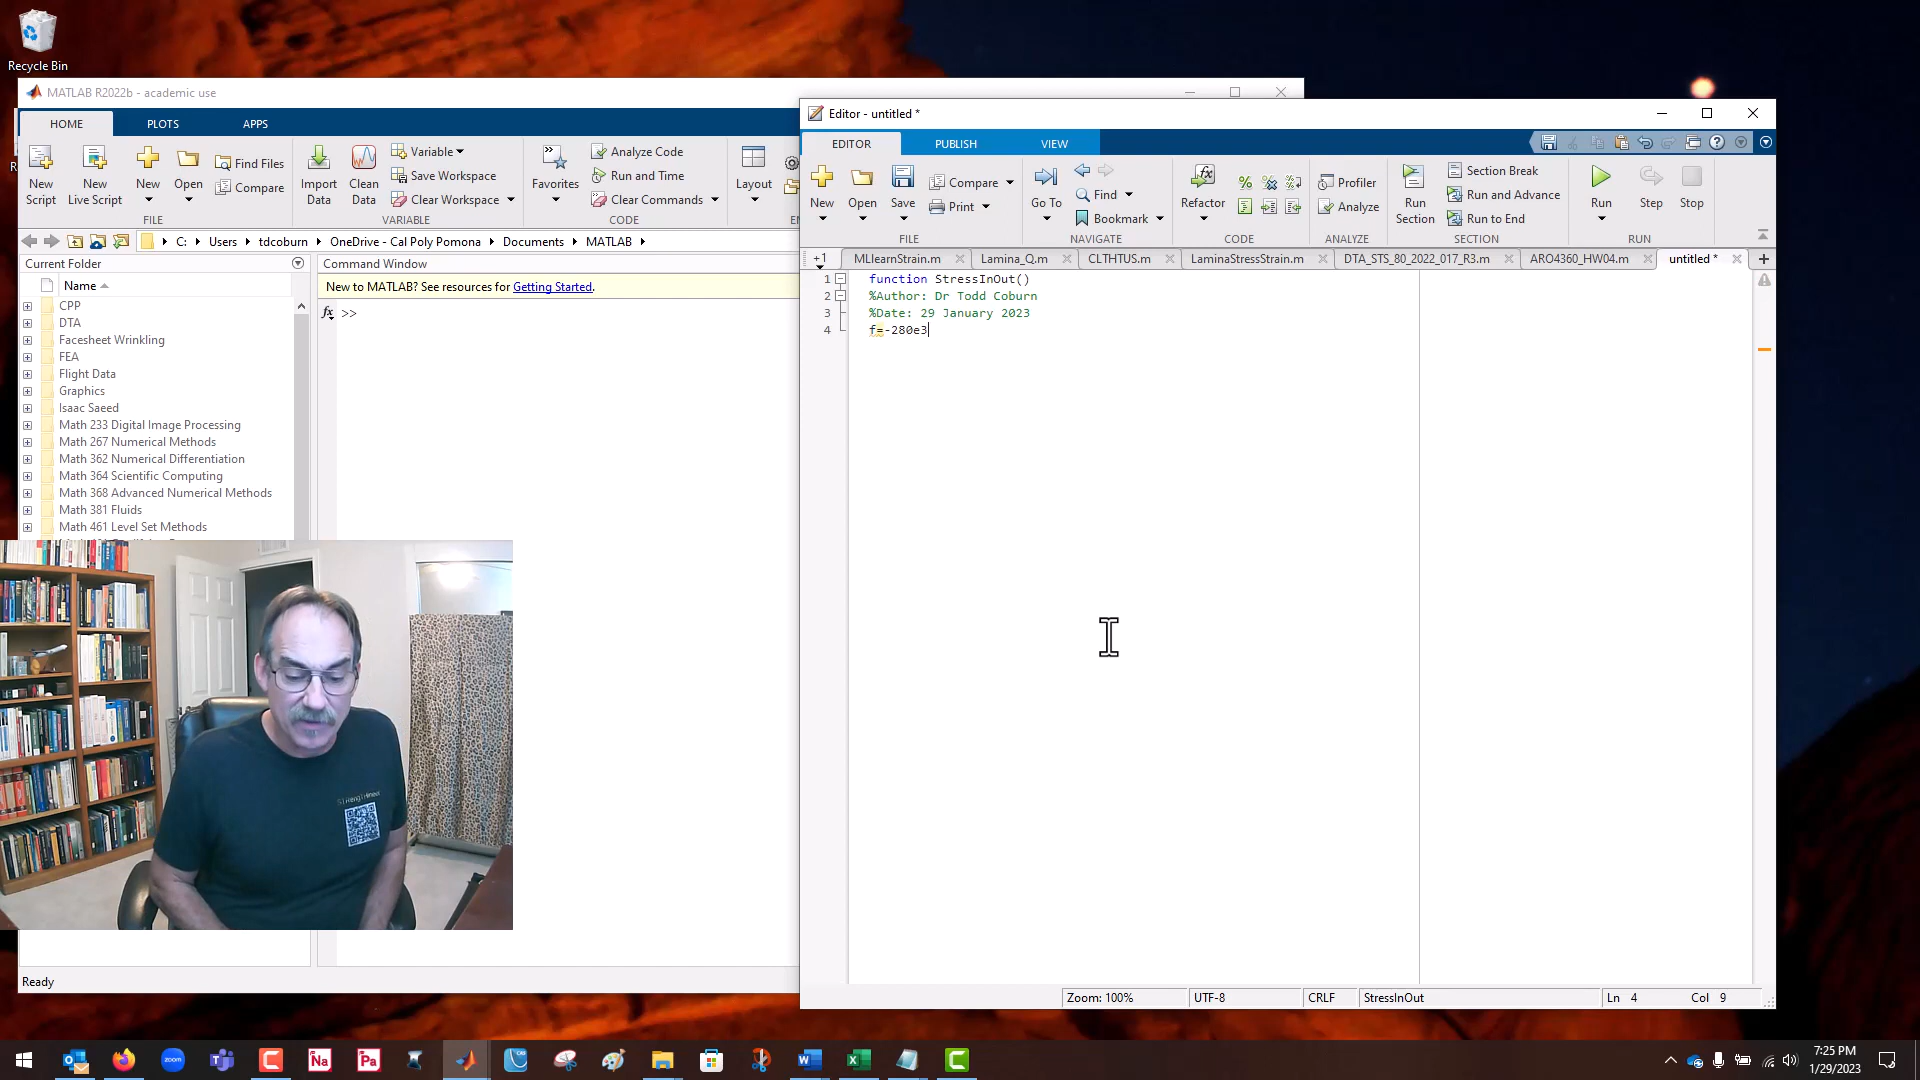 Recycle Bin
MATLAB R2022b - academic use
HOME
PLOTS
APPS
New Script
New Live Script
New
Open
Find Files
Compare
Import Data
Clean Data
Variable
Save Workspace
Clear Workspace
Favorites
Analyze Code
Run and Time
Clear Commands
Layout
FILE
VARIABLE
CODE
C:
Users
tdcoburn
OneDrive - Cal Poly Pomona
Documents
MATLAB
Current Folder
Name
CPP
DTA
Facesheet Wrinkling
FEA
Flight Data
Graphics
Isaac Saeed
Math 233 Digital Image Processing
Math 267 Numerical Methods
Math 362 Numerical Differentiation
Math 364 Scientific Computing
Math 368 Advanced Numerical Methods
Math 381 Fluids
Math 461 Level Set Methods
Command Window
New to MATLAB? See resources for Getting Started.
fx >>
Ready
Editor - untitled *
EDITOR
PUBLISH
VIEW
New
Open
Save
Compare
Print
Go To
Find
Bookmark
Refactor
Profiler
Analyze
Run Section
Section Break
Run and Advance
Run to End
Run
Step
Stop
FILE
NAVIGATE
CODE
ANALYZE
SECTION
RUN
+1
MLlearnStrain.m
Lamina_Q.m
CLTHTUS.m
LaminaStressStrain.m
DTA_STS_80_2022_017_R3.m
ARO4360_HW04.m
untitled *
1 function StressInOut()
2 %Author: Dr Todd Coburn
3 %Date: 29 January 2023
4 f=-280e3
Zoom: 100%
UTF-8
CRLF
StressInOut
Ln 4
Col 9
zoom
Na
Pa
7:25 PM
1/29/2023